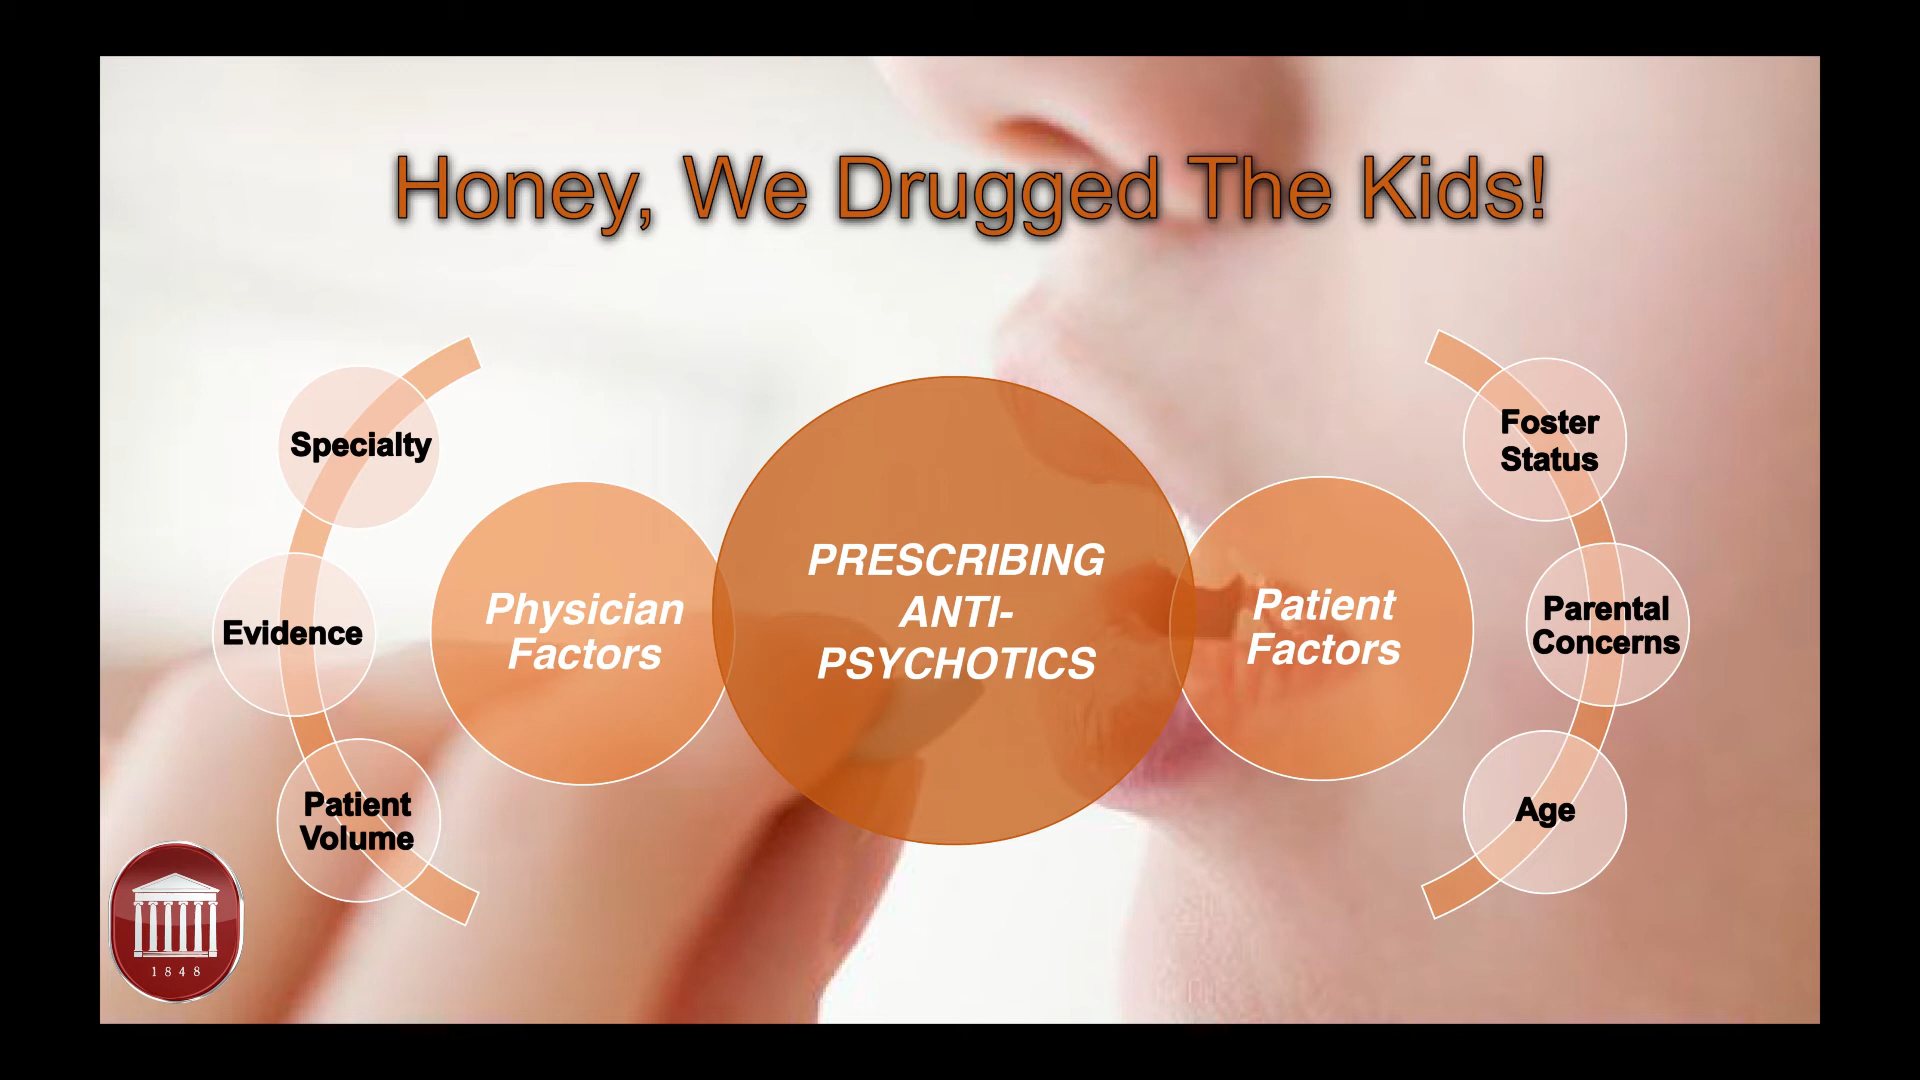 Honey, We Drugged The Kids!
Specialty
Evidence
Patient
Volume
Physician
Factors
PRESCRIBING
ANTI-
PSYCHOTICS
Patient
Factors
Foster
Status
Parental
Concerns
Age
1848